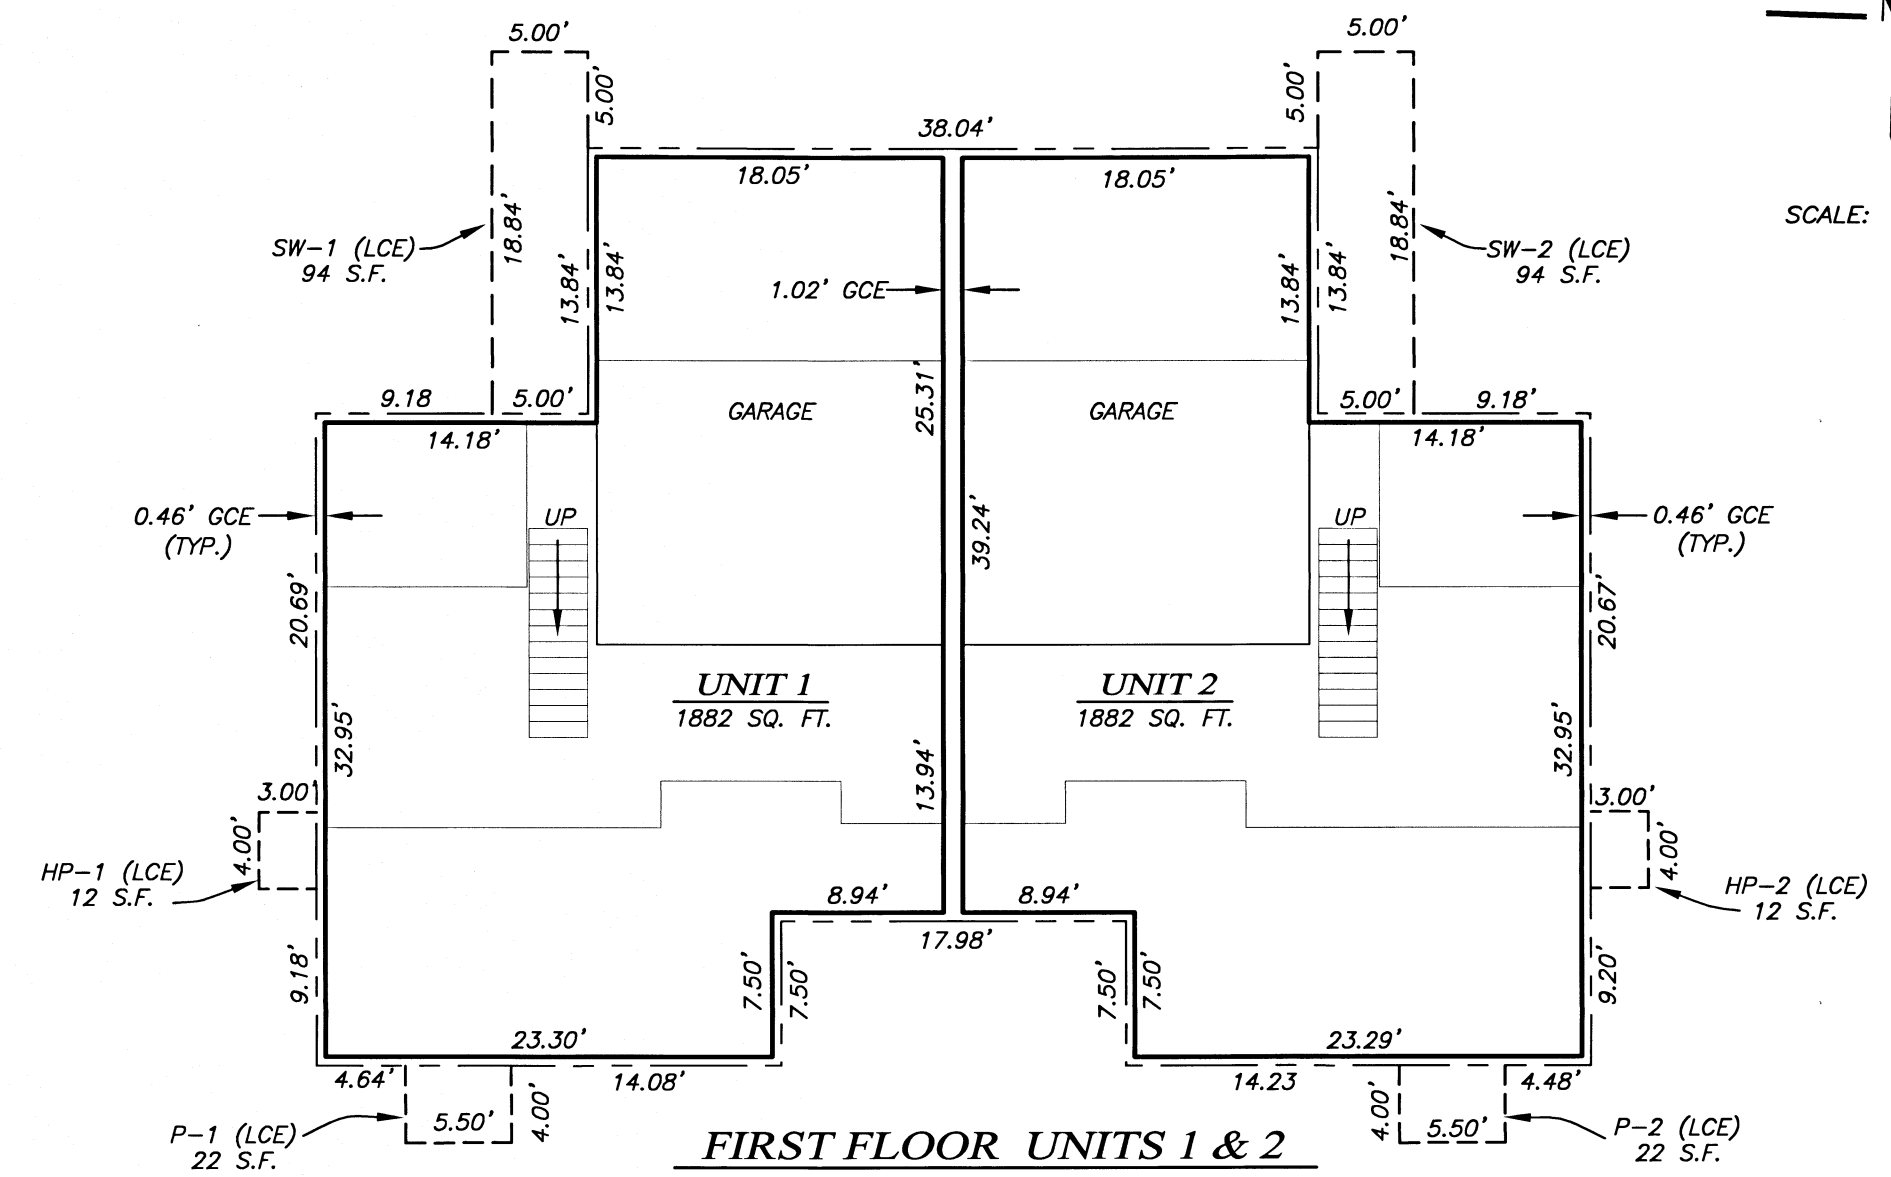 5.00'
5.00'
5.00'
5.00'
38.04'
18.05'
18.05'
18.84'
18.84'
SCALE:
SW-1 (LCE)
94 S.F.
SW-2 (LCE)
94 S.F.
13.84'
13.84'
13.84'
13.84'
1.02' GCE
9.18
5.00'
5.00'
9.18'
14.18'
14.18'
GARAGE
GARAGE
25.31'
39.24'
0.46' GCE
(TYP.)
UP
UP
0.46' GCE
(TYP.)
20.69'
20.67'
UNIT 1
1882 SQ. FT.
UNIT 2
1882 SQ. FT.
32.95'
32.95'
13.94'
3.00'
3.00'
4.00'
4.00'
HP-1 (LCE)
12 S.F.
HP-2 (LCE)
12 S.F.
8.94'
8.94'
17.98'
9.18'
7.50'
7.50'
7.50'
7.50'
9.20'
23.30'
23.29'
4.64'
14.08'
14.23
4.48'
5.50'
4.00'
4.00'
5.50'
P-1 (LCE)
22 S.F.
P-2 (LCE)
22 S.F.
FIRST FLOOR UNITS 1 & 2